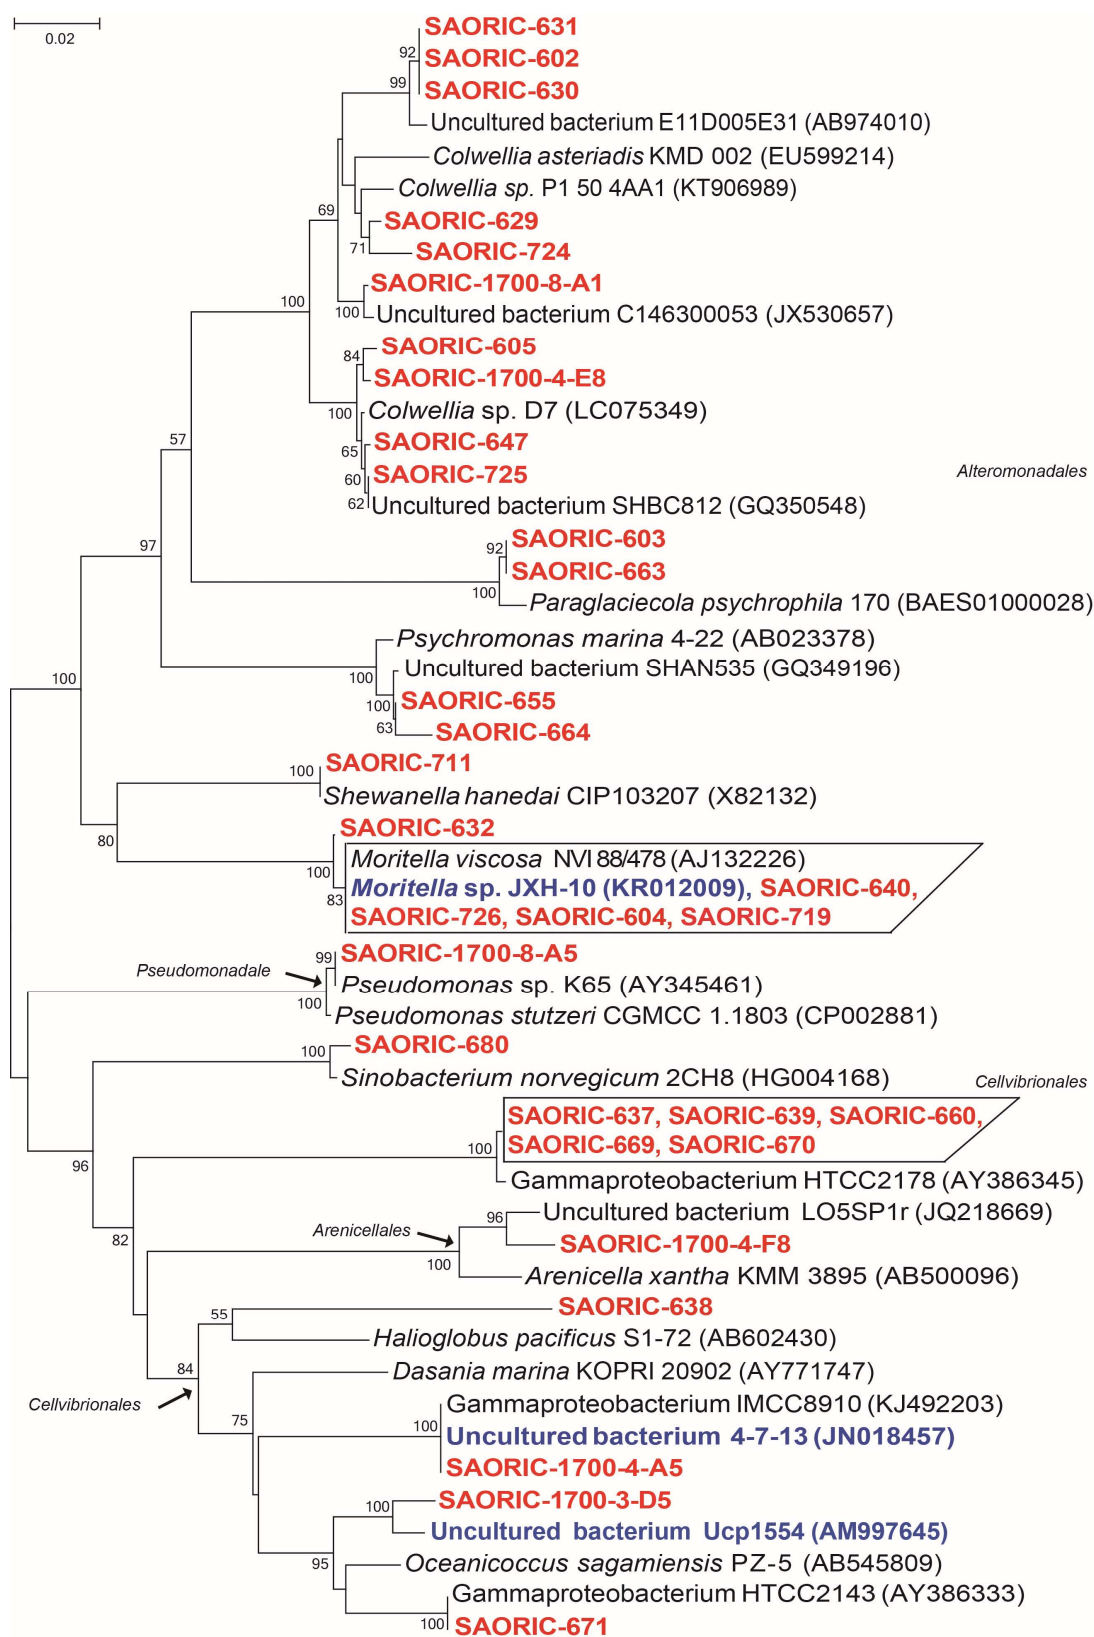 0.02
SAORIC-631
92
SAORIC-602
99
SAORIC-630
Uncultured bacterium E11D005E31 (AB974010)
Colwellia asteriadis KMD 002 (EU599214)
Colwellia sp. P1 50 4AA1 (KT906989)
69
SAORIC-629
71
SAORIC-724
SAORIC-1700-8-A1
100
100
Uncultured bacterium C146300053 (JX530657)
SAORIC-605
84
SAORIC-1700-4-E8
100
Colwellia sp. D7 (LC075349)
57
SAORIC-647
65
SAORIC-725
Alteromonadales
60
62
Uncultured bacterium SHBC812 (GQ350548)
SAORIC-603
97
92
SAORIC-663
100
Paraglaciecola psychrophila 170 (BAES01000028)
Psychromonas marina 4-22 (AB023378)
Uncultured bacterium SHAN535 (GQ349196)
100
100
SAORIC-655
100
63
SAORIC-664
SAORIC-711
100
Shewanella hanedai CIP103207 (X82132)
SAORIC-632
80
Moritella viscosa NVI 88/478 (AJ132226)
100
Moritella sp. JXH-10 (KR012009), SAORIC-640,
83
SAORIC-726, SAORIC-604, SAORIC-719
SAORIC-1700-8-A5
99
Pseudomonadale
Pseudomonas sp. K65 (AY345461)
100
Pseudomonas stutzeri CGMCC 1.1803 (CP002881)
SAORIC-680
100
Sinobacterium norvegicum 2CH8 (HG004168)
Cellvibrionales
SAORIC-637, SAORIC-639, SAORIC-660,
SAORIC-669, SAORIC-670
100
96
Gammaproteobacterium HTCC2178 (AY386345)
Uncultured bacterium LO5SP1r (JQ218669)
96
Arenicellales
82
SAORIC-1700-4-F8
100
Arenicella xantha KMM 3895 (AB500096)
SAORIC-638
55
Halioglobus pacificus S1-72 (AB602430)
84
Dasania marina KOPRI 20902 (AY771747)
Cellvibrionales
Gammaproteobacterium IMCC8910 (KJ492203)
75
100
Uncultured bacterium 4-7-13 (JN018457)
SAORIC-1700-4-A5
SAORIC-1700-3-D5
100
Uncultured bacterium Ucp1554 (AM997645)
95
Oceanicoccus sagamiensis PZ-5 (AB545809)
Gammaproteobacterium HTCC2143 (AY386333)
100
SAORIC-671